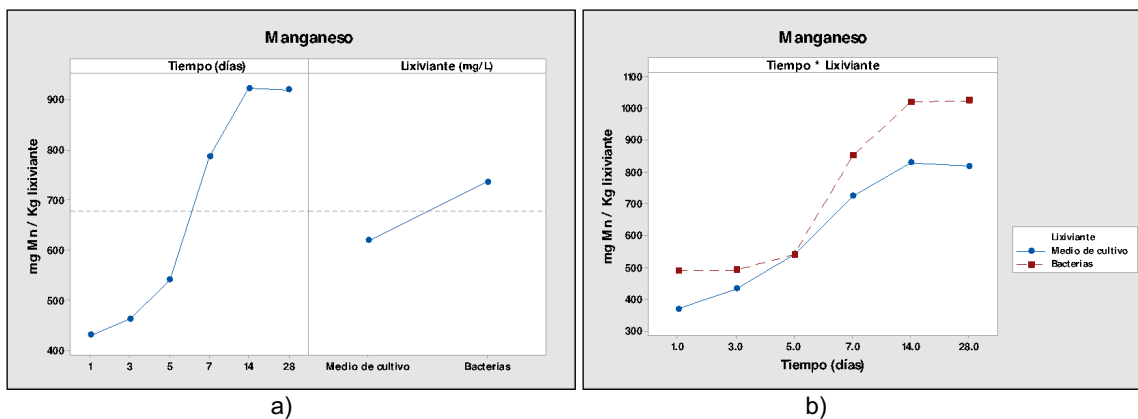 Manganeso
Tiempo (días) Lixiviante (mg/L)
mg Mn / Kg lixiviante
900
800
700
600
500
400
1 3 5 7 14 28 Medio de cultivo Bacterias
a)
Manganeso
Tiempo * Lixiviante
mg Mn / Kg lixiviante
1100
1000
900
800
700
600
500
400
300
1.0 3.0 5.0 7.0 14.0 28.0
Tiempo (días)
Lixiviante
Medio de cultivo
Bacterias
b)